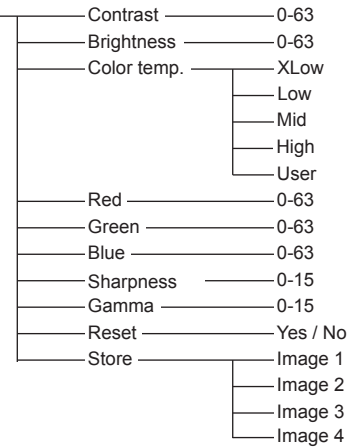 Contrast 0-63
Brightness 0-63
Color temp. XLow
Low
Mid
High
User
Red 0-63
Green 0-63
Blue 0-63
Sharpness 0-15
Gamma 0-15
Reset Yes / No
Store Image 1
Image 2
Image 3
Image 4